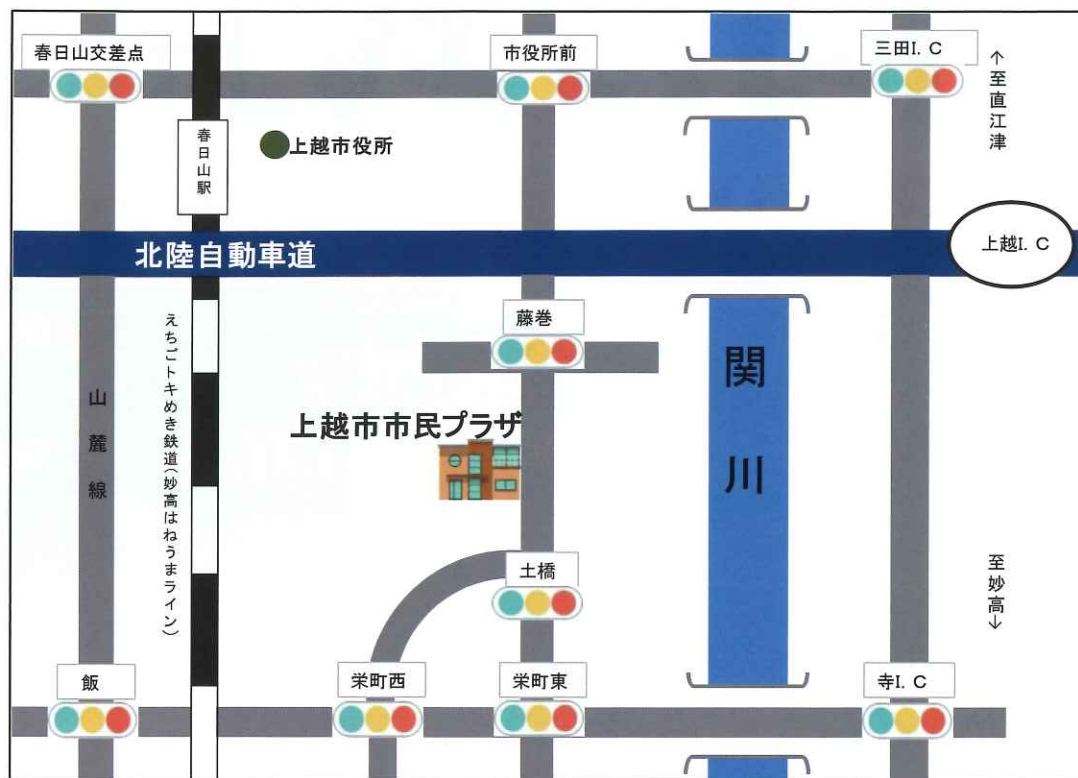 春日山交差点
市役所前
三田I. C
↑至直江津
春日山駅
上越市役所
上越I. C
北陸自動車道
えちごトキめき鉄道(妙高はねうまライン)
藤巻
山麓線
関川
上越市市民プラザ
土橋
至妙高↓
飯
栄町西
栄町東
寺I. C